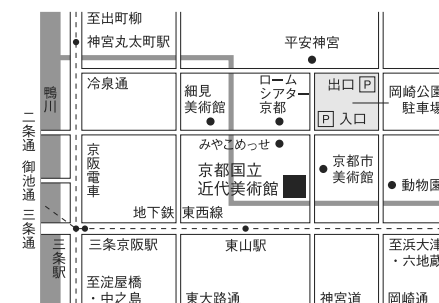 至出町柳
神宮丸太町駅
平安神宮
鴨川
冷泉通
細見
美術館
ローム
シアター
京都
出口 P
P 入口
岡崎公園
駐車場
二条通
御池通
三条通
京阪電車
みやこめっせ
京都国立
近代美術館
京都市
美術館
動物園
地下鉄
東西線
三条駅
三条京阪駅
東山駅
至浜大津
・六地蔵
至淀屋橋
・中之島
東大路通
神宮道
岡崎通